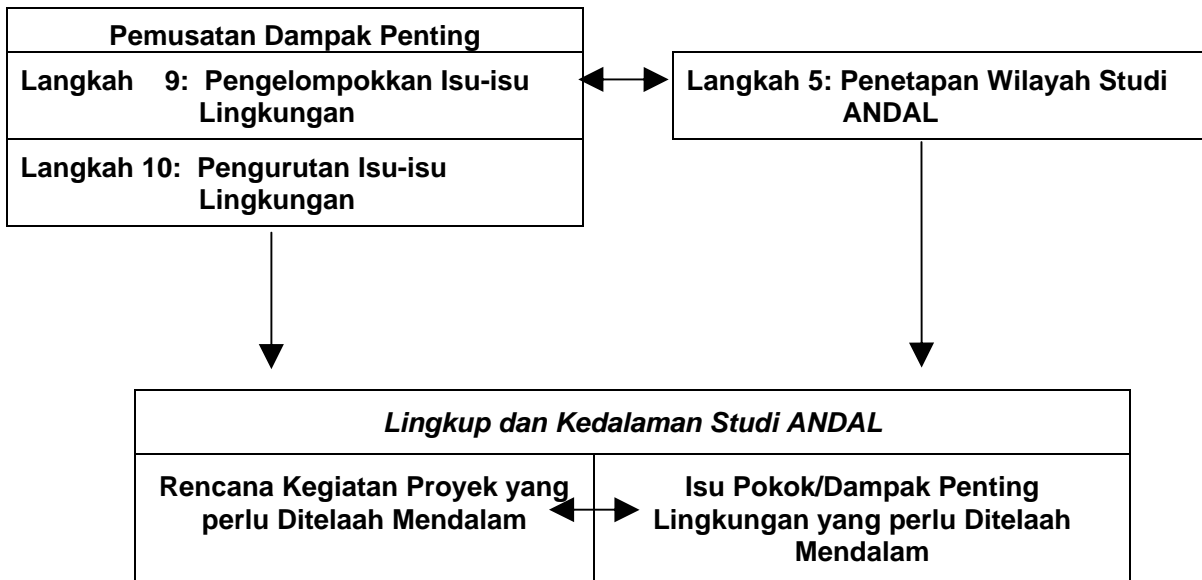 Pemusatan Dampak Penting
Langkah 9: Pengelompokkan Isu-isu
Lingkungan
Langkah 10: Pengurutan Isu-isu
Lingkungan
Langkah 5: Penetapan Wilayah Studi
ANDAL
Lingkup dan Kedalaman Studi ANDAL
Rencana Kegiatan Proyek yang
perlu Ditelaah Mendalam
Isu Pokok/Dampak Penting
Lingkungan yang perlu Ditelaah
Mendalam